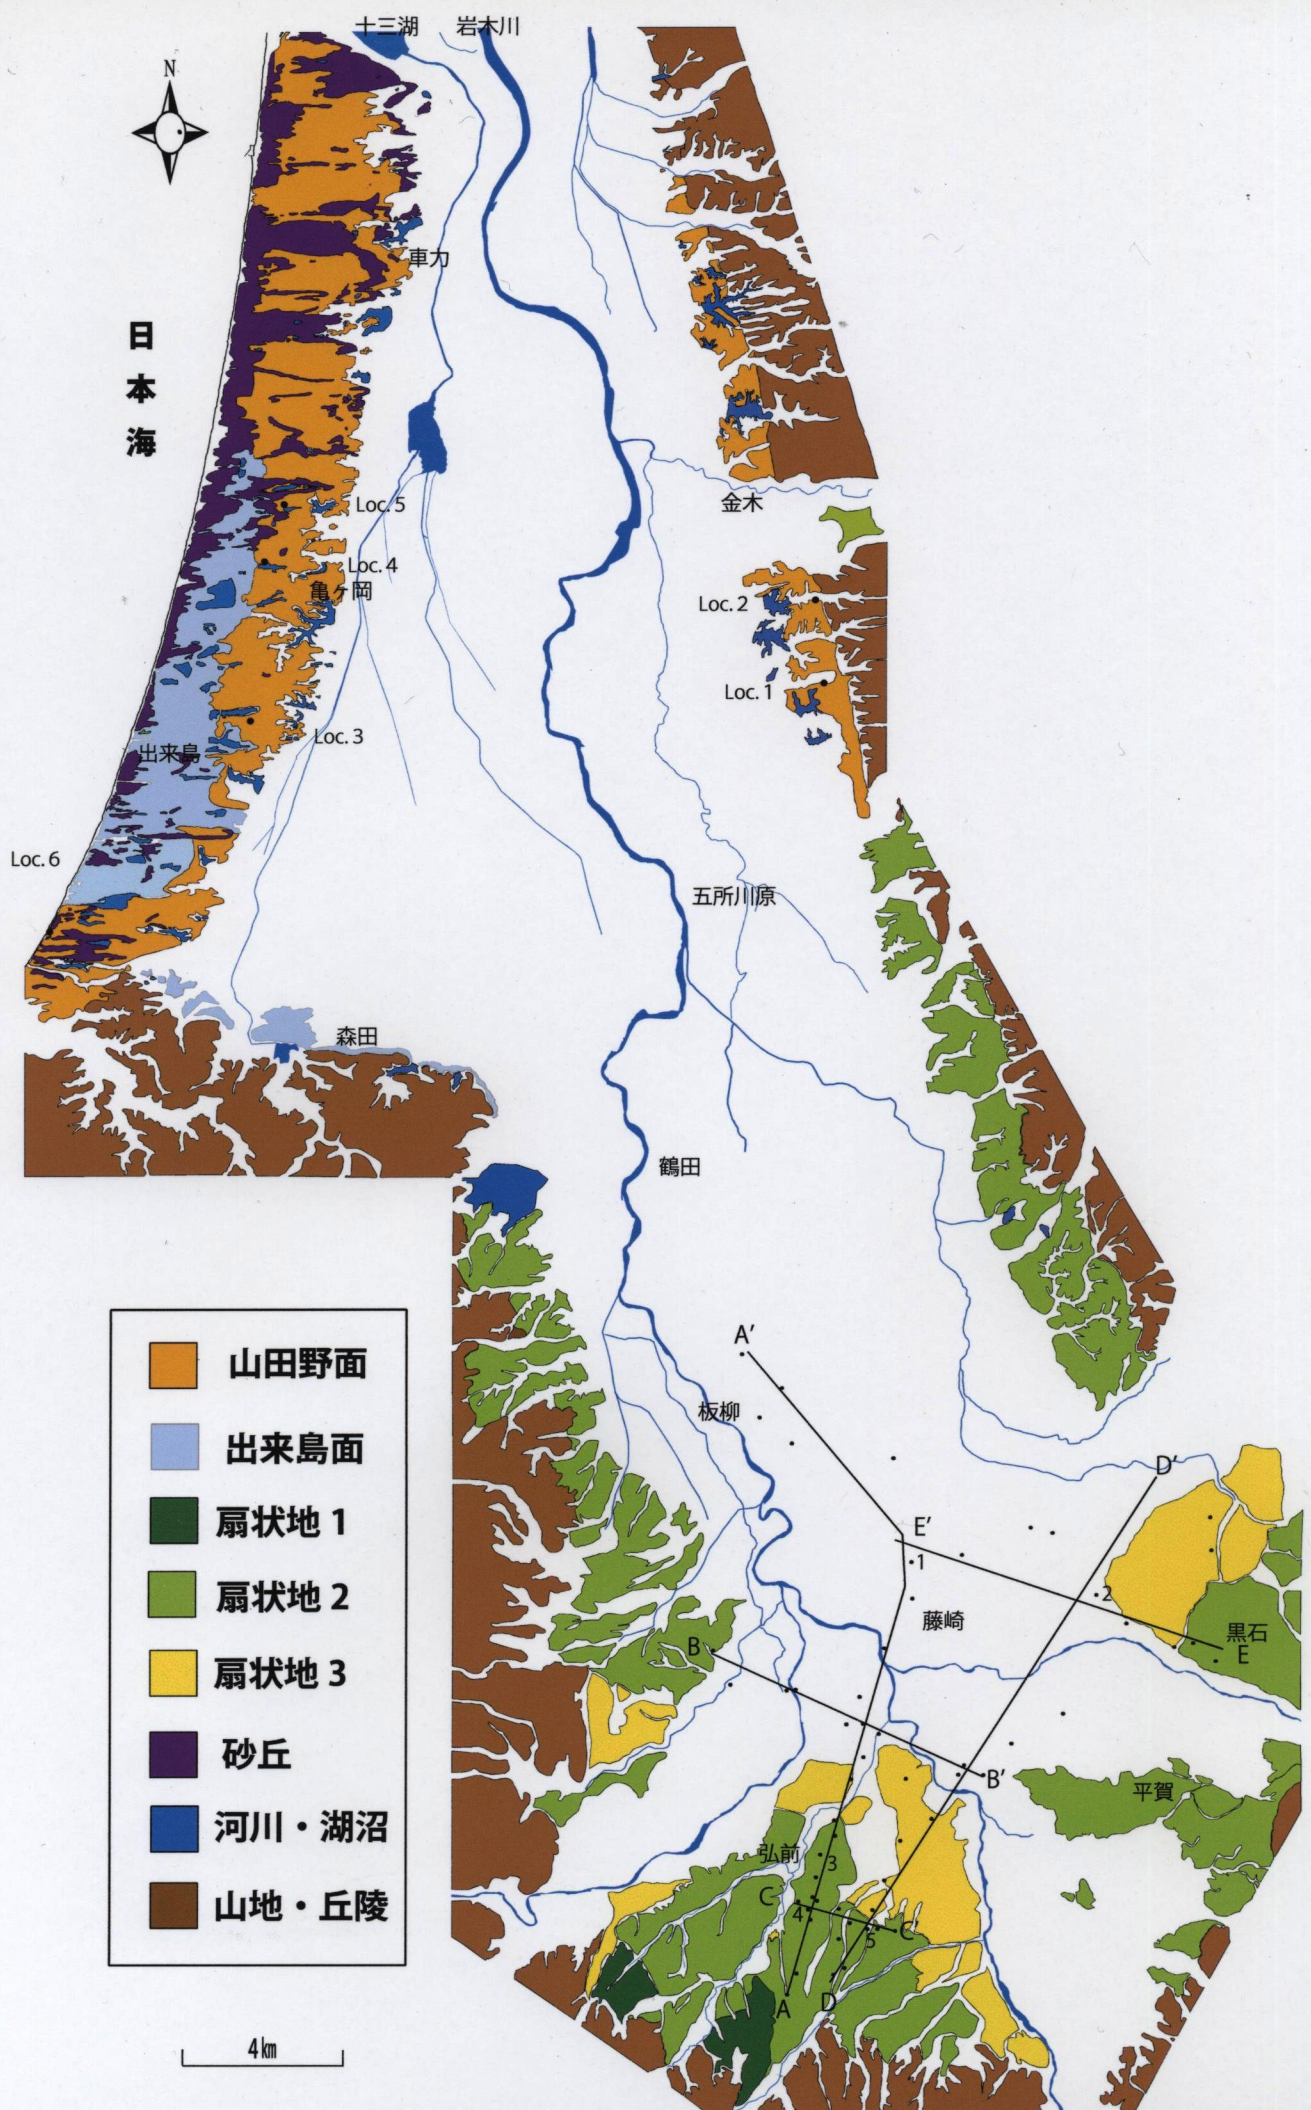 十三湖
岩木川
N
車力
日本海
Loc. 5
金木
Loc. 4
亀ヶ岡
Loc. 2
Loc. 1
Loc. 3
出来島
Loc. 6
五所川原
森田
鶴田
A'
板柳
D'
E'
1
2
藤崎
黒石
E
B
B'
平賀
弘前
3
C
4
5
C'
A
D
山田野面
出来島面
扇状地 1
扇状地 2
扇状地 3
砂丘
河川・湖沼
山地・丘陵
4㎞